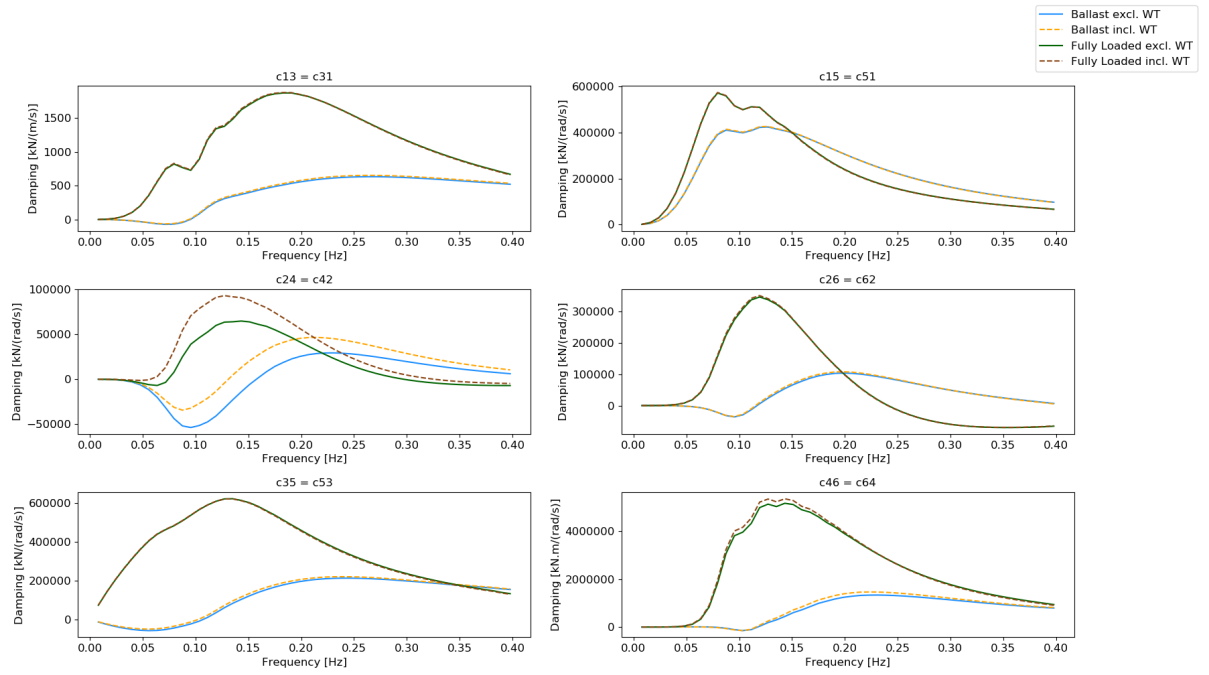 Ballast excl. WT
Ballast incl. WT
Fully Loaded excl. WT
Fully Loaded incl. WT
c13 = c31
Damping [kN/(m/s)]
1500
1000
500
0
0.00 0.05 0.10 0.15 0.20 0.25 0.30 0.35 0.40
Frequency [Hz]
c15 = c51
Damping [kN/(rad/s)]
600000
400000
200000
0
0.00 0.05 0.10 0.15 0.20 0.25 0.30 0.35 0.40
Frequency [Hz]
c24 = c42
Damping [kN/(rad/s)]
100000
50000
0
−50000
0.00 0.05 0.10 0.15 0.20 0.25 0.30 0.35 0.40
Frequency [Hz]
c26 = c62
Damping [kN/(rad/s)]
300000
200000
100000
0
0.00 0.05 0.10 0.15 0.20 0.25 0.30 0.35 0.40
Frequency [Hz]
c35 = c53
Damping [kN/(rad/s)]
600000
400000
200000
0
0.00 0.05 0.10 0.15 0.20 0.25 0.30 0.35 0.40
Frequency [Hz]
c46 = c64
Damping [kN.m/(rad/s)]
4000000
2000000
0
0.00 0.05 0.10 0.15 0.20 0.25 0.30 0.35 0.40
Frequency [Hz]